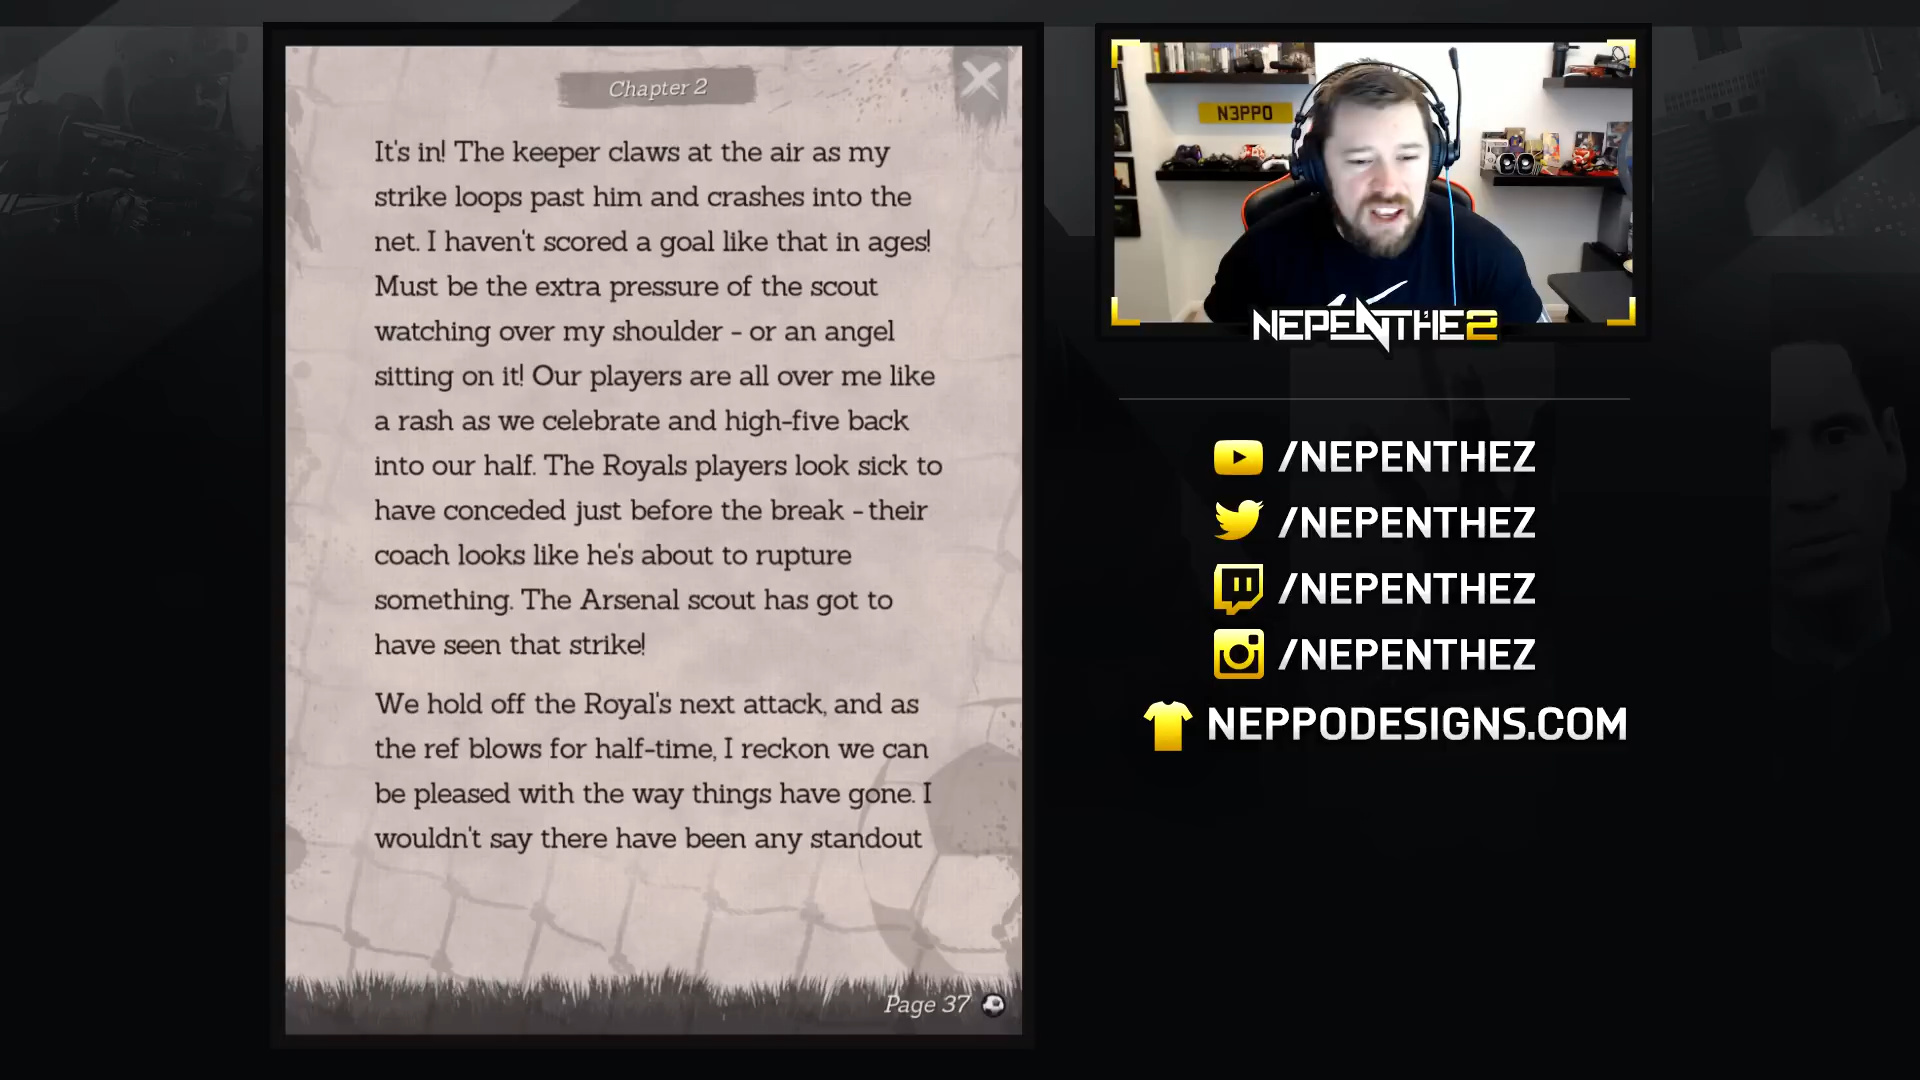 Chapter 2
It's in! The keeper claws at the air as my
strike loops past him and crashes into the
net. I haven't scored a goal like that in ages!
Must be the extra pressure of the scout
watching over my shoulder - or an angel
sitting on it! Our players are all over me like
a rash as we celebrate and high-five back
into our half. The Royals players look sick to
have conceded just before the break - their
coach looks like he's about to rupture
something. The Arsenal scout has got to
have seen that strike!
We hold off the Royal's next attack, and as
the ref blows for half-time, I reckon we can
be pleased with the way things have gone. I
wouldn't say there have been any standout
Page 37
N3PPO
NEPENTHE2
/NEPENTHEZ
/NEPENTHEZ
/NEPENTHEZ
/NEPENTHEZ
NEPPODESIGNS.COM